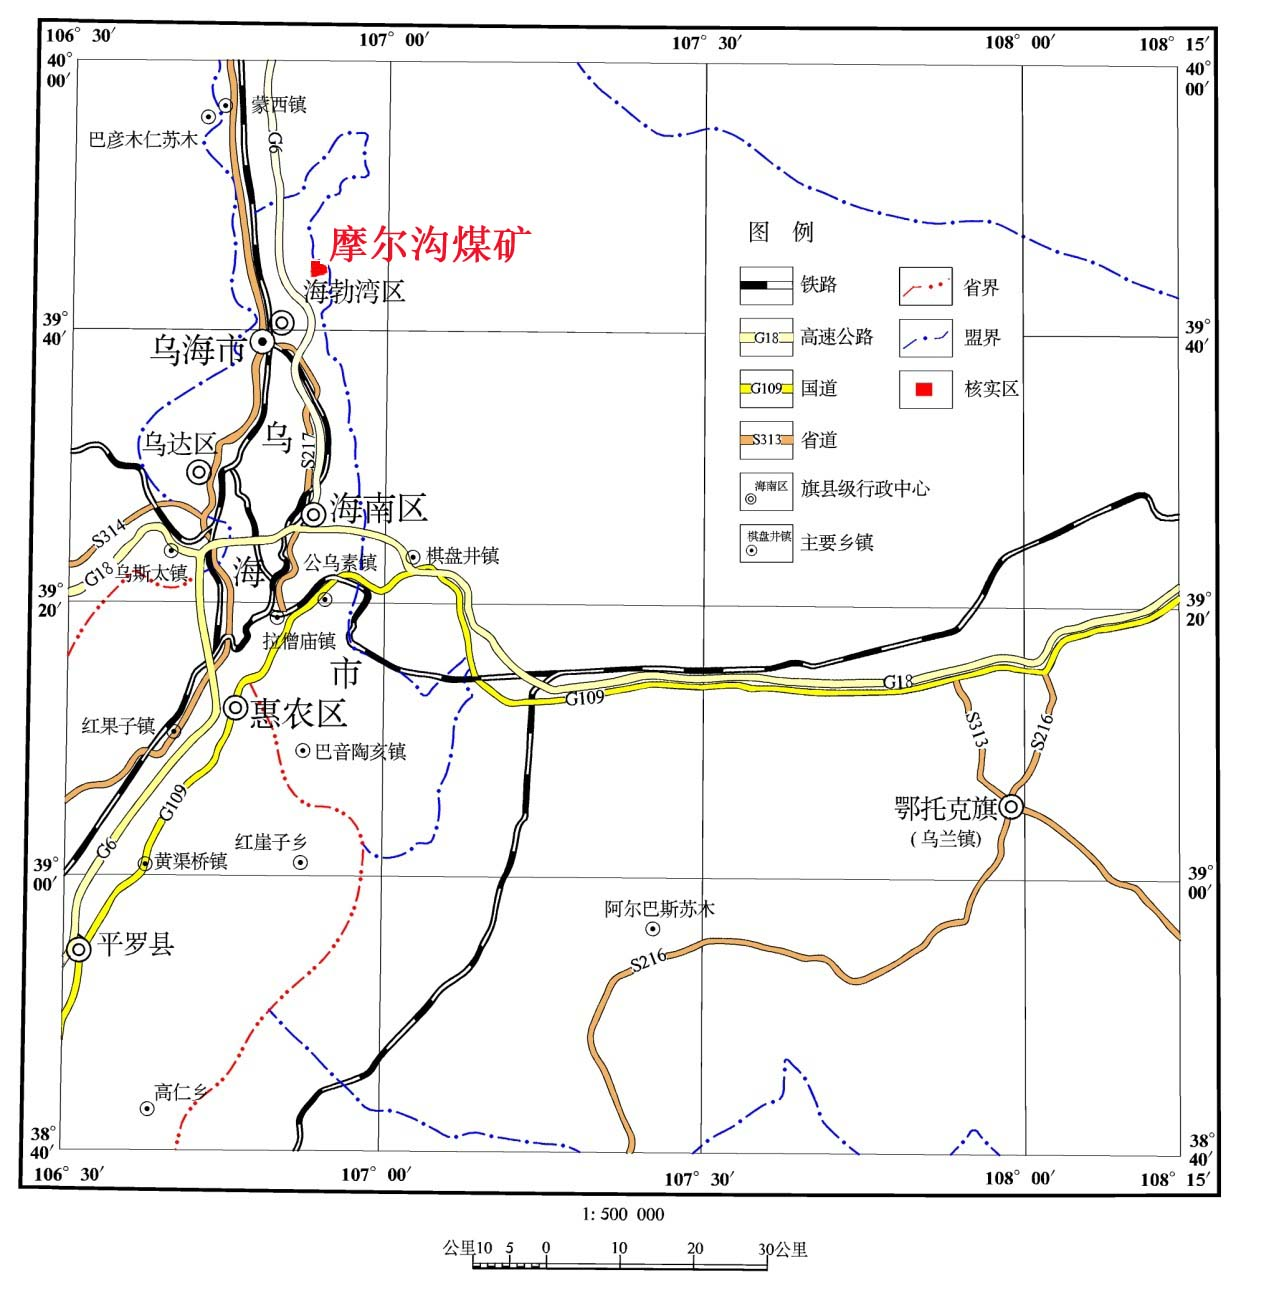 106° 30′
107° 00′
107° 30′
108° 00′
108° 15′
40°
00′
40°
00′
蒙西镇
巴彦木仁苏木
G6
摩尔沟煤矿
海勃湾区
图 例
铁路
省界
G18
高速公路
盟界
G109
国道
核实区
S313
省道
海南区
旗县级行政中心
棋盘井镇
主要乡镇
39°
40′
39°
40′
乌海市
乌达区
乌
S217
海南区
S314
G18
乌斯太镇
海
公乌素镇
棋盘井镇
39°
20′
39°
20′
拉僧庙镇
市
G18
G109
惠农区
红果子镇
巴音陶亥镇
S313
S216
G109
鄂托克旗
(乌兰镇)
G6
红崖子乡
黄渠桥镇
39°
00′
39°
00′
阿尔巴斯苏木
平罗县
S216
高仁乡
38°
40′
38°
40′
106° 30′
107° 00′
107° 30′
108° 00′
108° 15′
1: 500 000
公里10 5 0 10 20 30公里